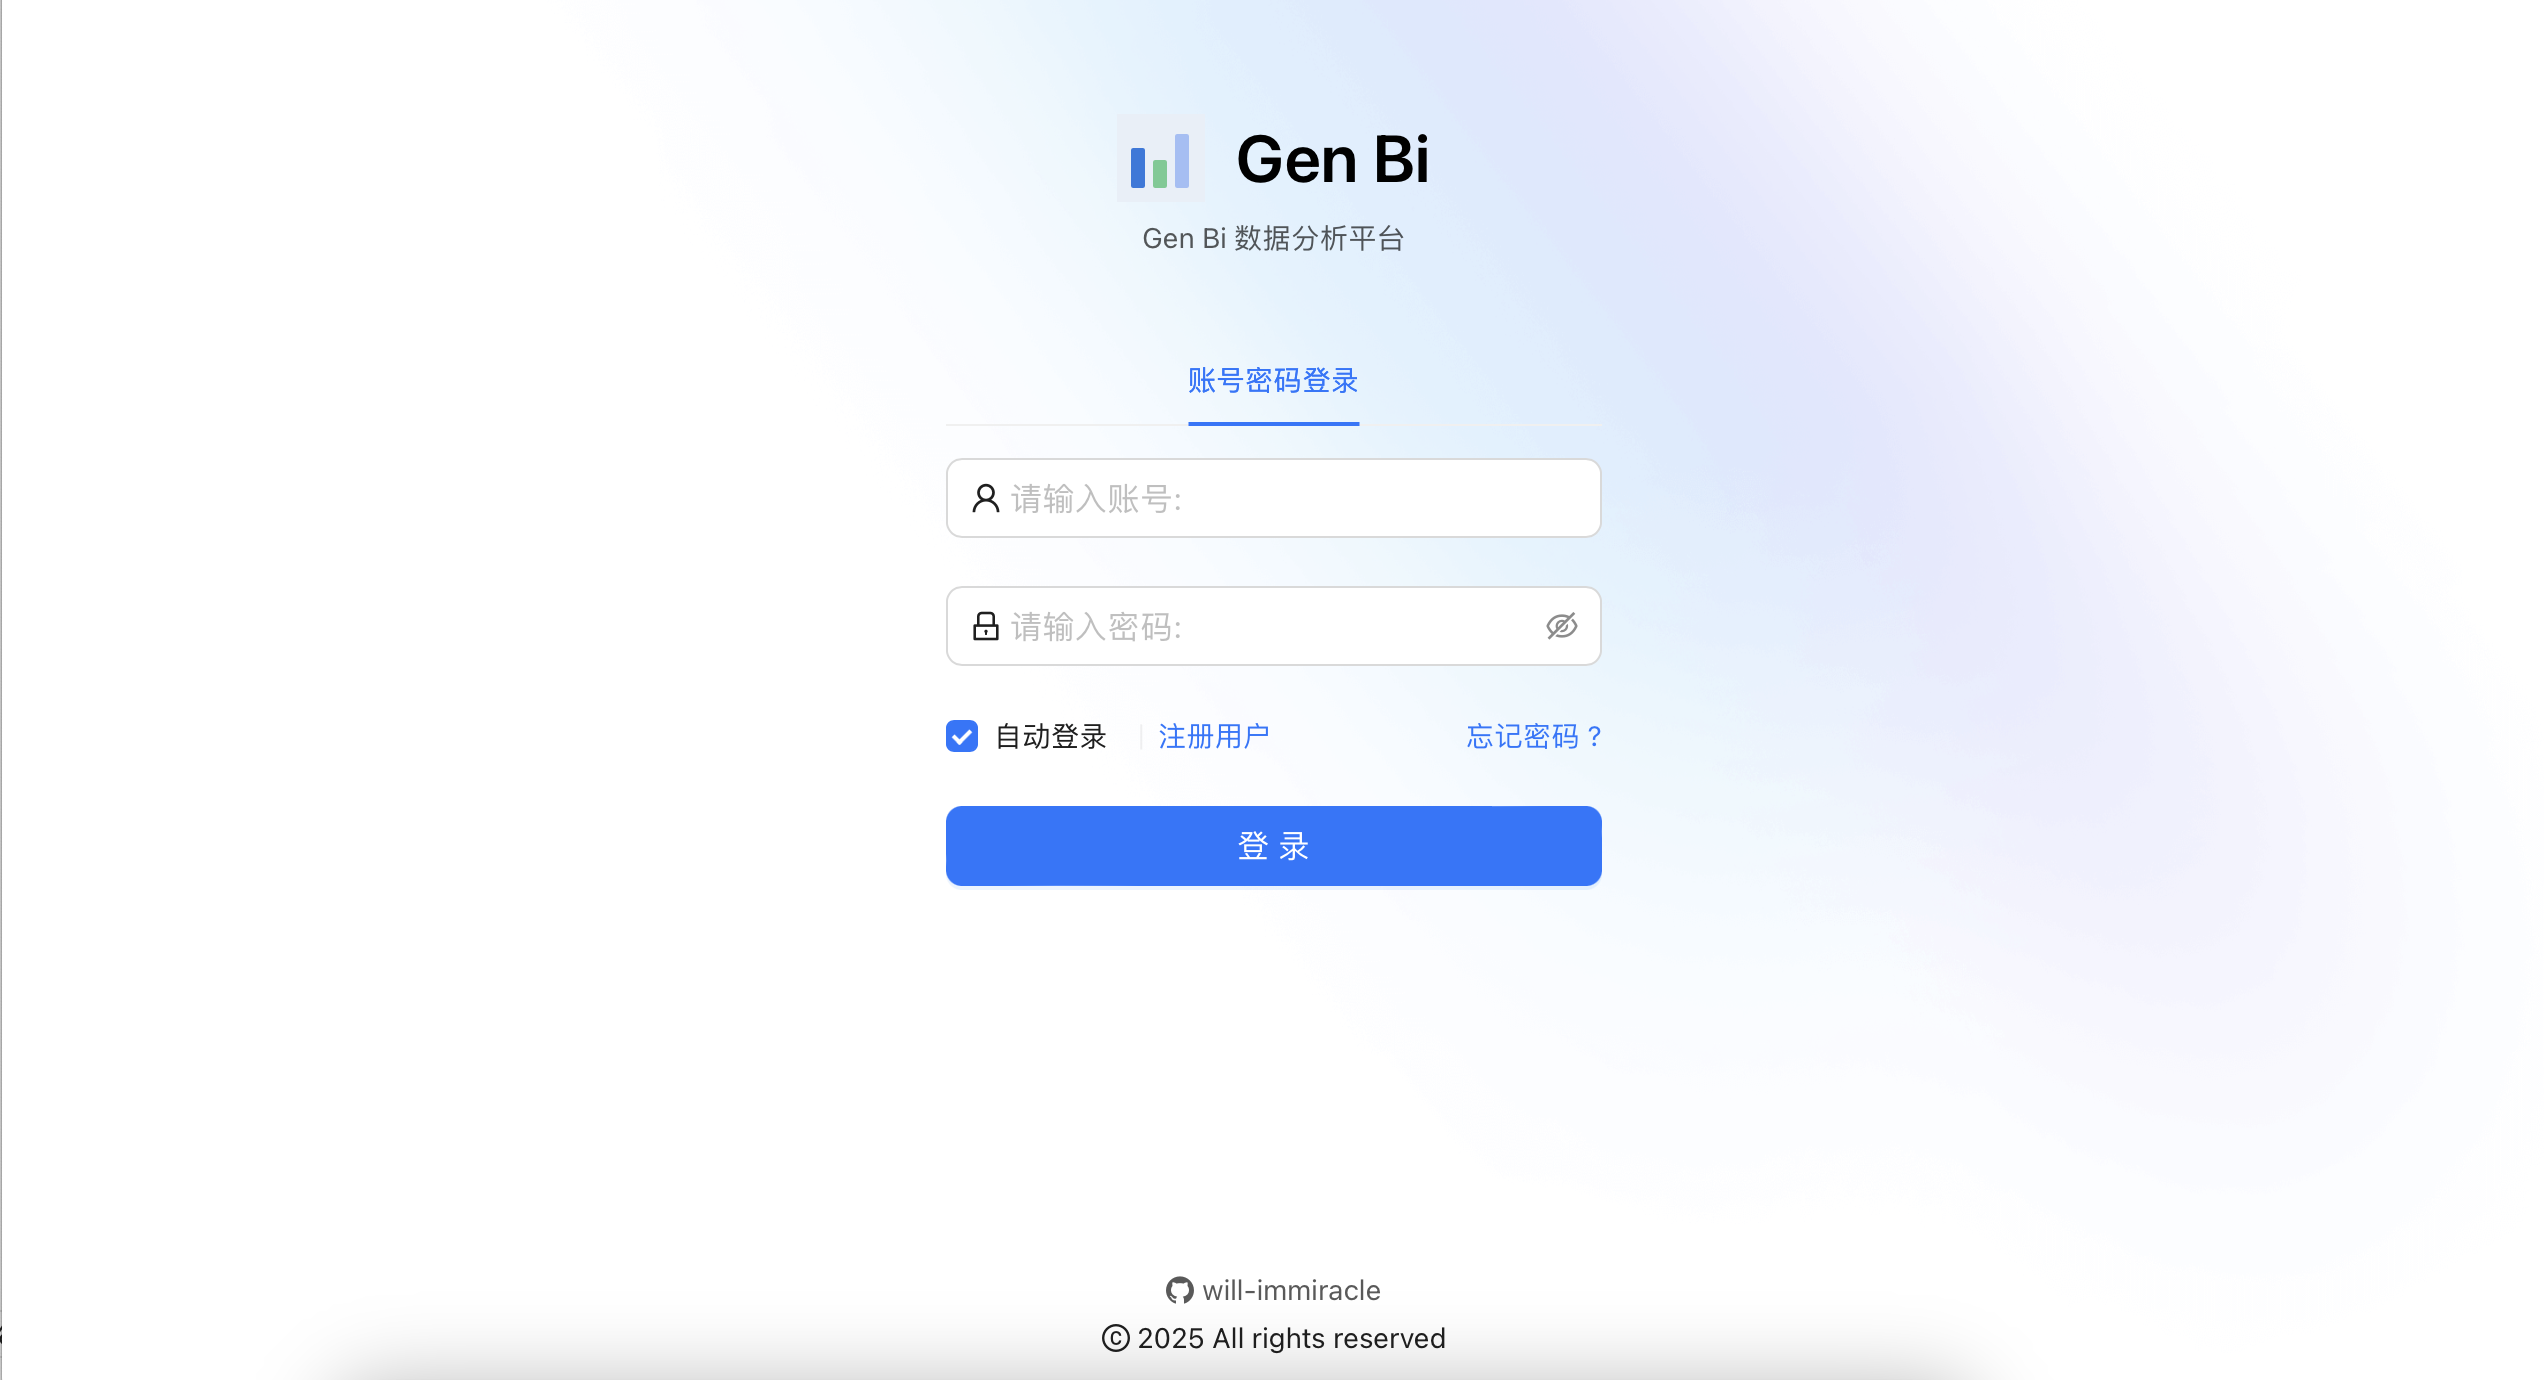 Gen Bi
Gen Bi 数据分析平台
账号密码登录
请输入账号:
请输入密码:
自动登录 注册用户 忘记密码 ?
登 录
will-immiracle
© 2025 All rights reserved